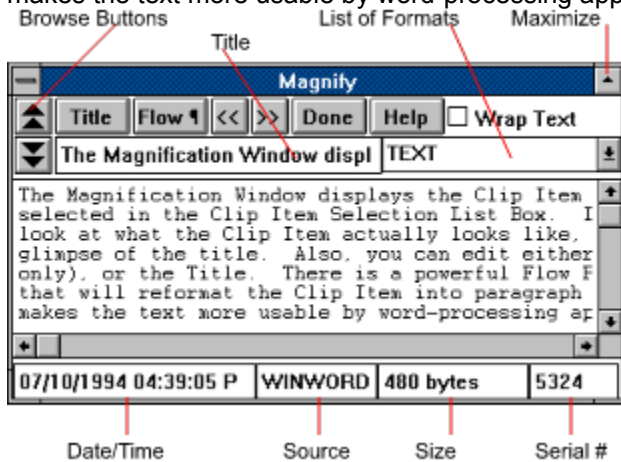 makes the text more usable by word-processing app
Browse Buttons List of Formats Maximize
Title
Magnify
Title Flow ¶ << >> Done Help Wrap Text
The Magnification Window displ TEXT
The Magnification Window displays the Clip Item
selected in the Clip Item Selection List Box. I
look at what the Clip Item actually looks like,
glimpse of the title. Also, you can edit either
only), or the Title. There is a powerful Flow P
that will reformat the Clip Item into paragraph
makes the text more usable by word-processing ap
07/10/1994 04:39:05 P WINWORD 480 bytes 5324
Date/Time Source Size Serial #